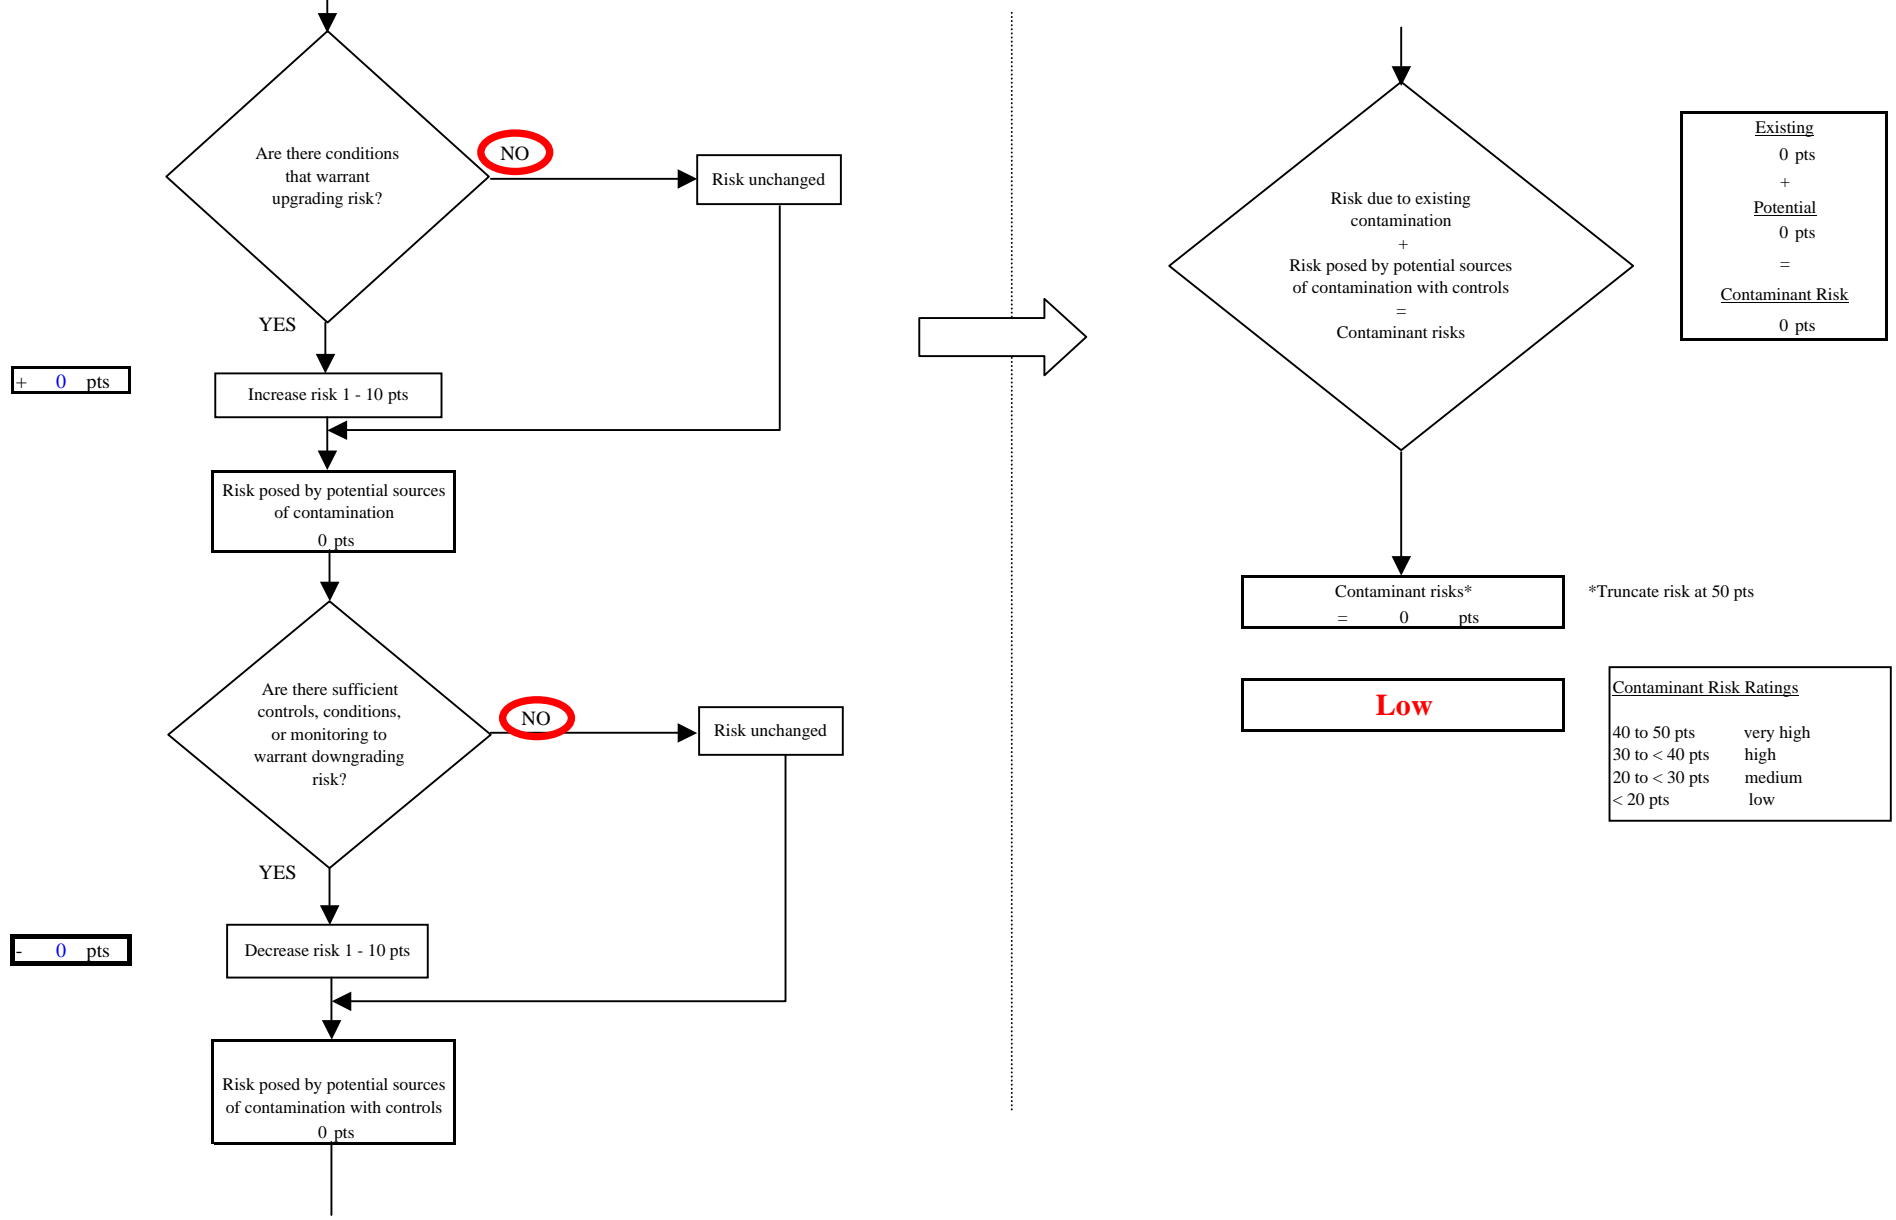 Are there conditions
that warrant
upgrading risk?
NO
Risk unchanged
YES
+ 0 pts
Increase risk 1 - 10 pts
Risk posed by potential sources
of contamination
0 pts
Are there sufficient
controls, conditions,
or monitoring to
warrant downgrading
risk?
NO
Risk unchanged
YES
- 0 pts
Decrease risk 1 - 10 pts
Risk posed by potential sources
of contamination with controls
0 pts
Risk due to existing
contamination
+
Risk posed by potential sources
of contamination with controls
=
Contaminant risks
Existing
0 pts
+
Potential
0 pts
=
Contaminant Risk
0 pts
Contaminant risks*
= 0 pts
*Truncate risk at 50 pts
Low
Contaminant Risk Ratings
40 to 50 pts very high
30 to < 40 pts high
20 to < 30 pts medium
< 20 pts low